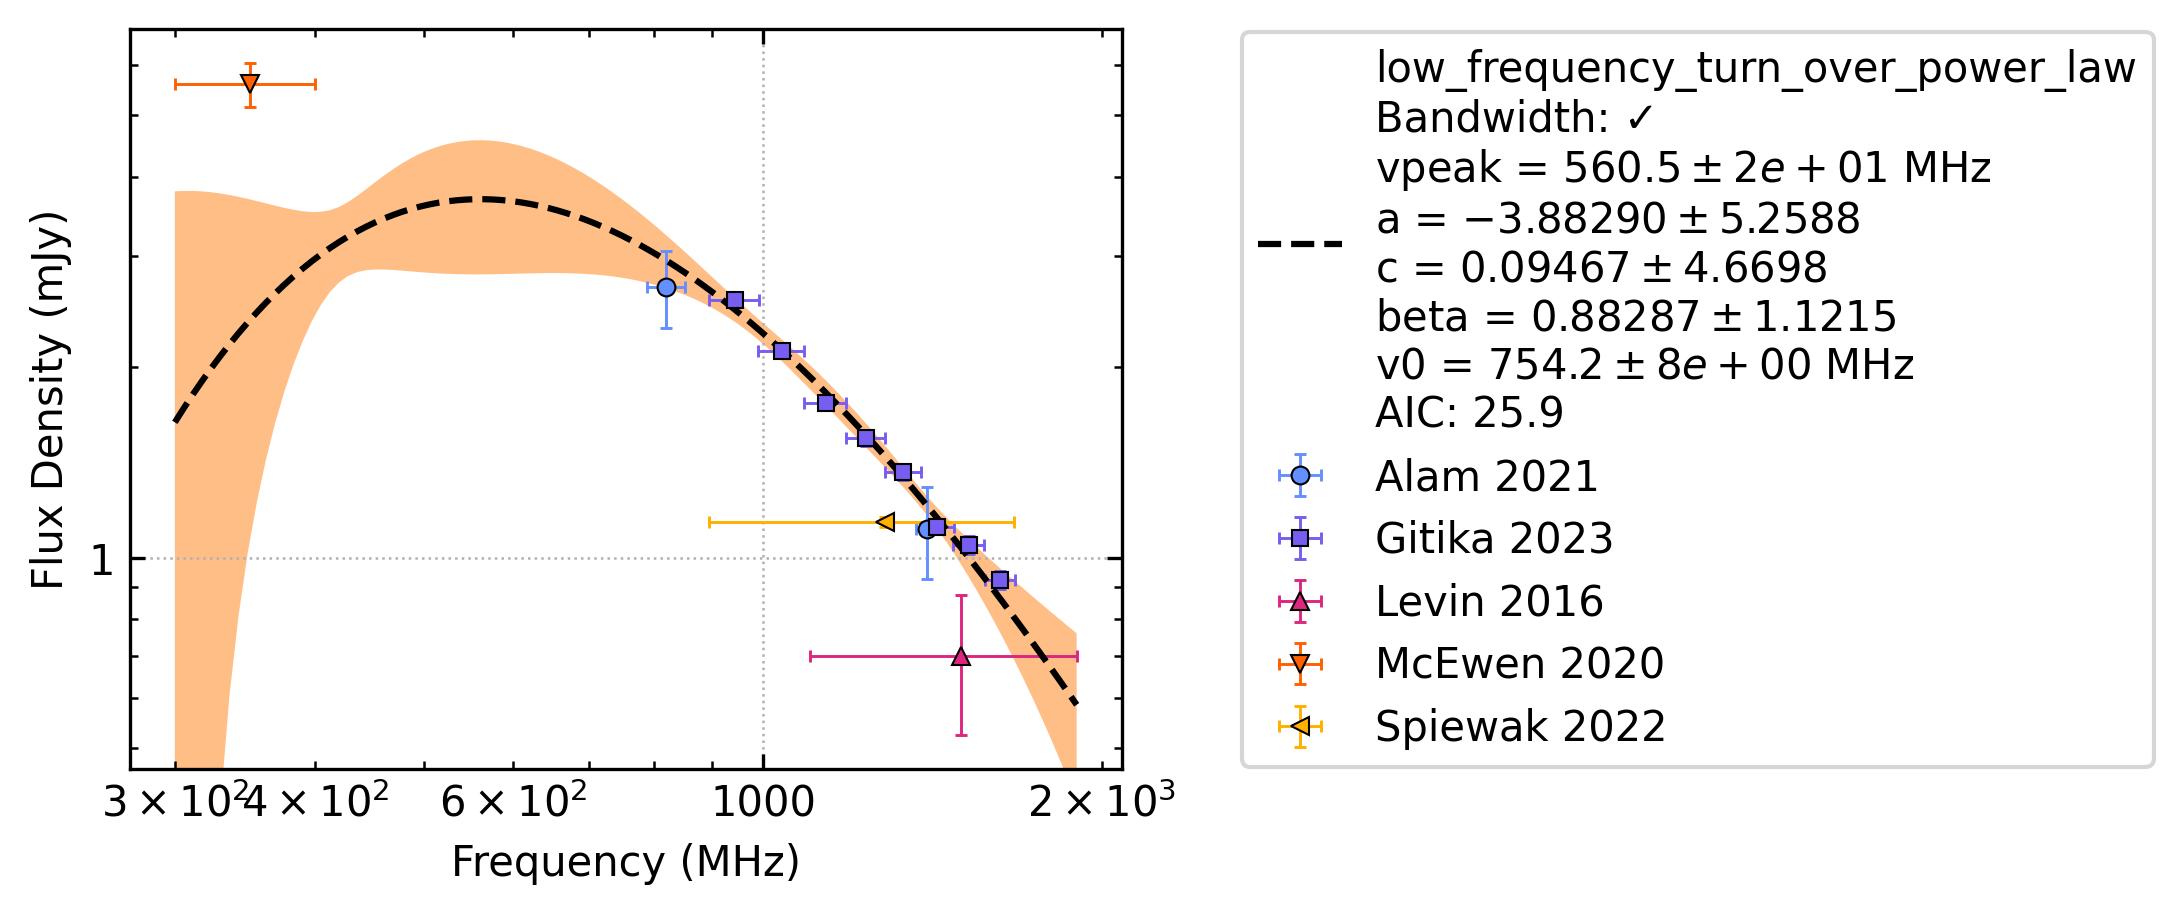 Flux Density (mJy)
1
3 × 10²
4 × 10²
6 × 10²
1000
2 × 10³
Frequency (MHz)
low_frequency_turn_over_power_law
Bandwidth: ✓
vpeak = 560.5 ± 2e + 01 MHz
a = −3.88290 ± 5.2588
c = 0.09467 ± 4.6698
beta = 0.88287 ± 1.1215
v0 = 754.2 ± 8e + 00 MHz
AIC: 25.9
Alam 2021
Gitika 2023
Levin 2016
McEwen 2020
Spiewak 2022